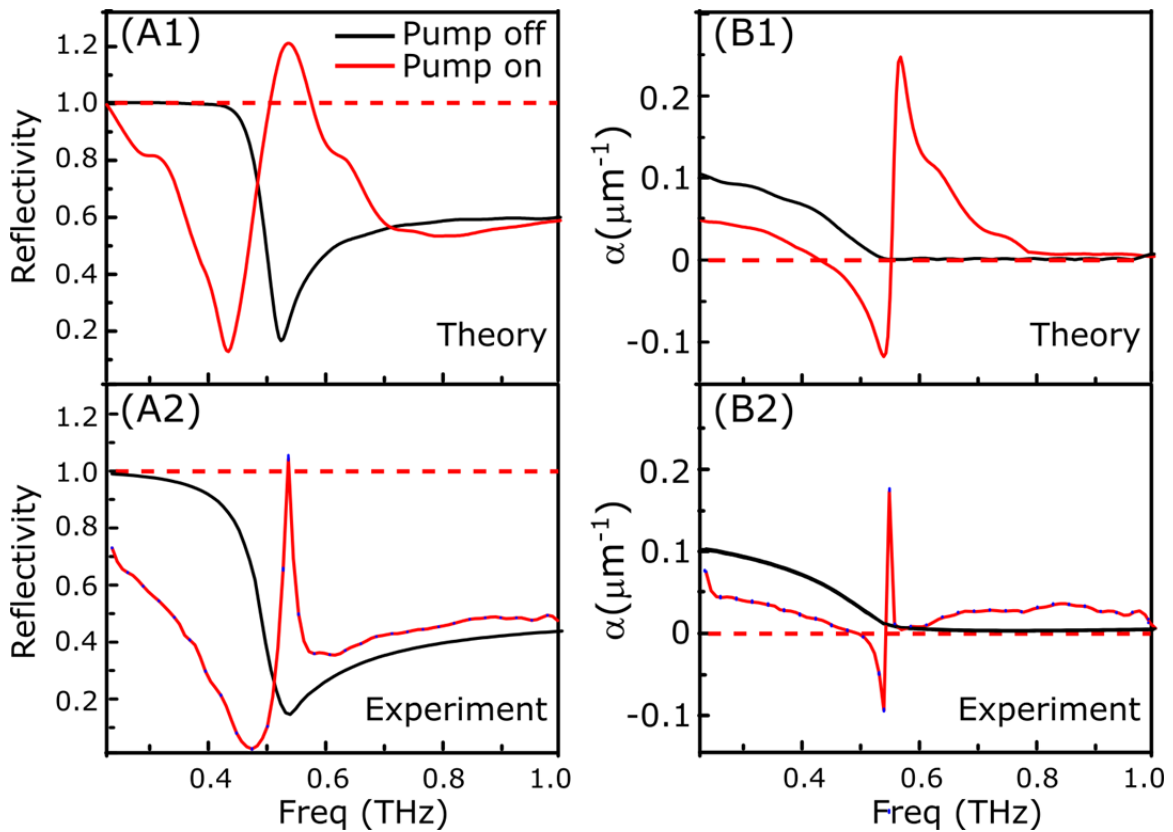 (A1)
Pump off
Pump on
Reflectivity
1.2
1.0
0.8
0.6
0.4
0.2
Theory
(B1)
α(μm⁻¹)
0.2
0.1
0
-0.1
Theory
(A2)
Reflectivity
1.2
1.0
0.8
0.6
0.4
0.2
Experiment
0.4
0.6
0.8
1.0
Freq (THz)
(B2)
α(μm⁻¹)
0.2
0.1
0
-0.1
Experiment
0.4
0.6
0.8
1.0
Freq (THz)